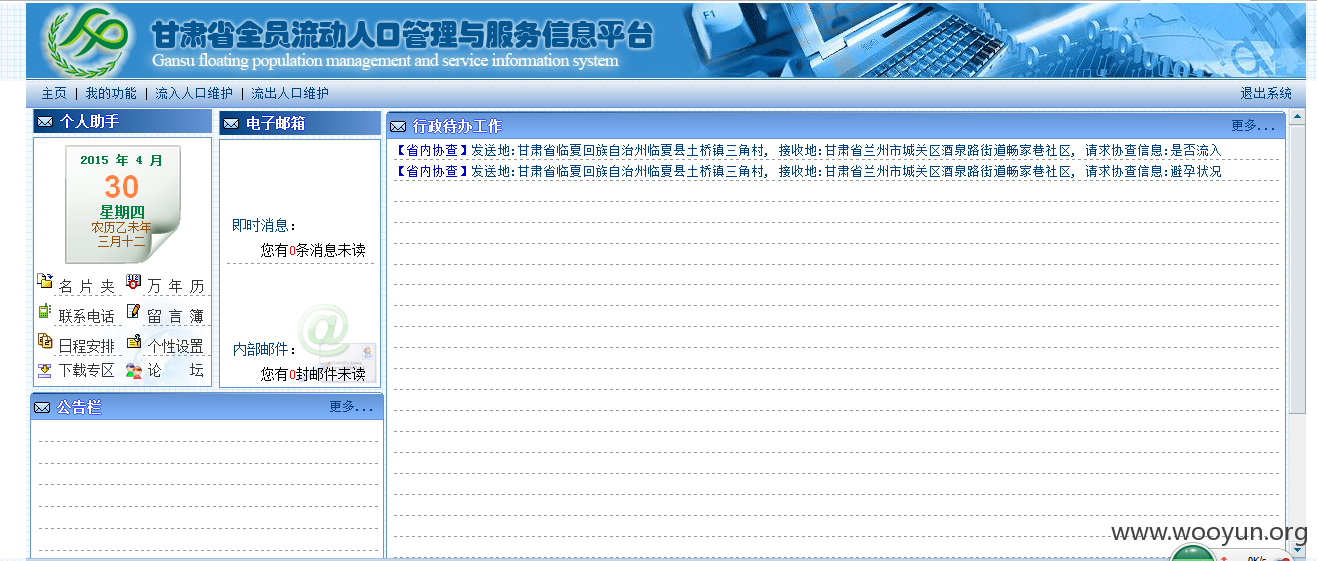 甘肃省全员流动人口管理与服务信息平台
Gansu floating population management and service information system
主页 | 我的功能 | 流入人口维护 | 流出人口维护
退出系统
个人助手
2015 年 4 月
30
星期四
农历乙未年
三月十二
名 片 夹
万 年 历
联系电话
留 言 簿
日程安排
个性设置
下载专区
论 坛
电子邮箱
即时消息：
您有0条消息未读
内部邮件：
您有0封邮件未读
公告栏
更多...
行政待办工作
更多...
【省内协查】发送地:甘肃省临夏回族自治州临夏县土桥镇三角村, 接收地:甘肃省兰州市城关区酒泉路街道畅家巷社区, 请求协查信息:是否流入
【省内协查】发送地:甘肃省临夏回族自治州临夏县土桥镇三角村, 接收地:甘肃省兰州市城关区酒泉路街道畅家巷社区, 请求协查信息:避孕状况
www.wooyun.org